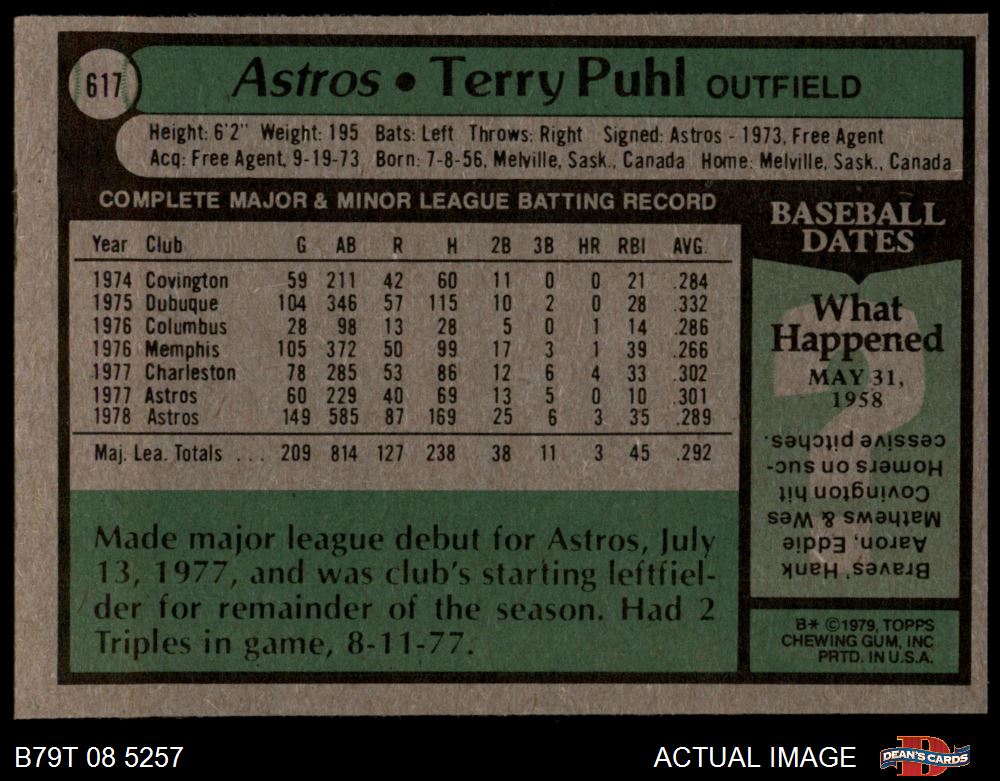 617
Astros • Terry Puhl OUTFIELD
Height: 6'2" Weight: 195 Bats: Left Throws: Right Signed: Astros - 1973, Free Agent
Acq: Free Agent, 9-19-73 Born: 7-8-56, Melville, Sask., Canada Home: Melville, Sask., Canada
COMPLETE MAJOR & MINOR LEAGUE BATTING RECORD
Year Club G AB R H 2B 3B HR RBI AVG.
1974 Covington 59 211 42 60 11 0 0 21 .284
1975 Dubuque 104 346 57 115 10 2 0 28 .332
1976 Columbus 28 98 13 28 5 0 1 14 .286
1976 Memphis 105 372 50 99 17 3 1 39 .266
1977 Charleston 78 285 53 86 12 6 4 33 .302
1977 Astros 60 229 40 69 13 5 0 10 .301
1978 Astros 149 585 87 169 25 6 3 35 .289
Maj. Lea. Totals ... 209 814 127 238 38 11 3 45 .292
Made major league debut for Astros, July
13, 1977, and was club's starting leftfiel-
der for remainder of the season. Had 2
Triples in game, 8-11-77.
BASEBALL
DATES
What
Happened
MAY 31,
1958
Braves' Hank
Aaron, Eddie
Mathews & Wes
Covington hit
Homers on suc-
cessive pitches.
B* ©1979, TOPPS
CHEWING GUM, INC
PRTD. IN U.S.A.
B79T 08 5257
ACTUAL IMAGE
DEAN'S CARDS